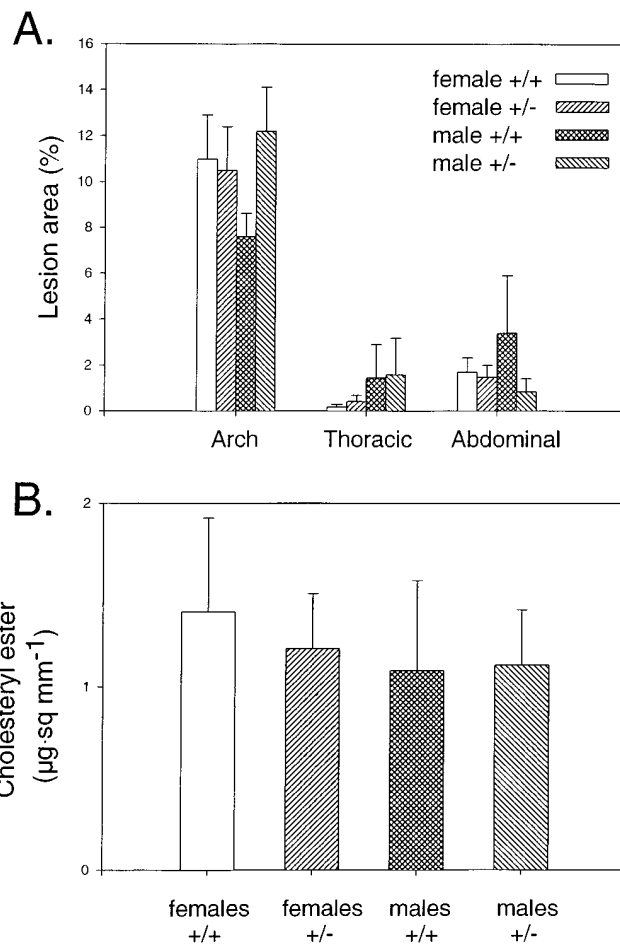 A.
16
14
12
10
8
6
4
2
0
Lesion area (%)
female +/+
female +/-
male +/+
male +/-
Arch Thoracic Abdominal
B.
2
1
0
Cholesteryl ester
(µg·sq mm-1)
females females males males
+/+ +/- +/+ +/-